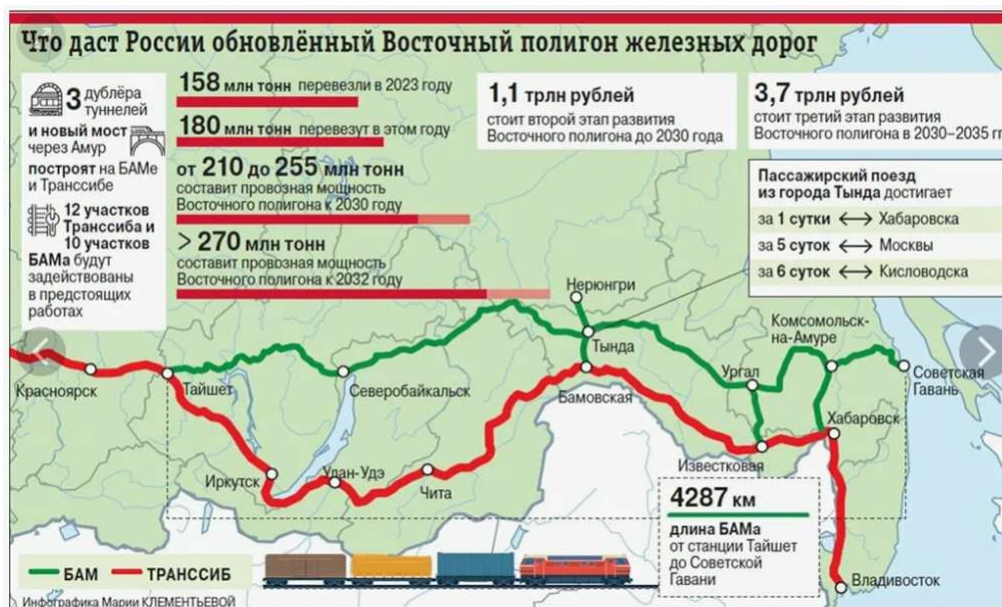 Что даст России обновлённый Восточный полигон железных дорог
3 дублёра
туннелей
и новый мост
через Амур
построят на БАМе
и Транссибе
12 участков
Транссиба и
10 участков
БАМа будут
задействованы
в предстоящих
работах
158 млн тонн перевезли в 2023 году
180 млн тонн перевезут в этом году
от 210 до 255 млн тонн
составит провозная мощность
Восточного полигона к 2030 году
> 270 млн тонн
составит провозная мощность
Восточного полигона к 2032 году
1,1 трлн рублей
стоит второй этап развития
Восточного полигона до 2030 года
3,7 трлн рублей
стоит третий этап развития
Восточного полигона в 2030–2035 г
Пассажирский поезд
из города Тында достигает
за 1 сутки ⟷ Хабаровска
за 5 суток ⟷ Москвы
за 6 суток ⟷ Кисловодска
Нерюнгри
Тында
Комсомольск-
на-Амуре
Красноярск
Тайшет
Северобайкальск
Бамовская
Ургал
Советская
Гавань
Хабаровск
Иркутск
Улан-Удэ
Чита
Известковая
4287 км
длина БАМа
от станции Тайшет
до Советской
Гавани
БАМ
ТРАНССИБ
Владивосток
Инфографика Марии КЛЕМЕНТЬЕВОЙ